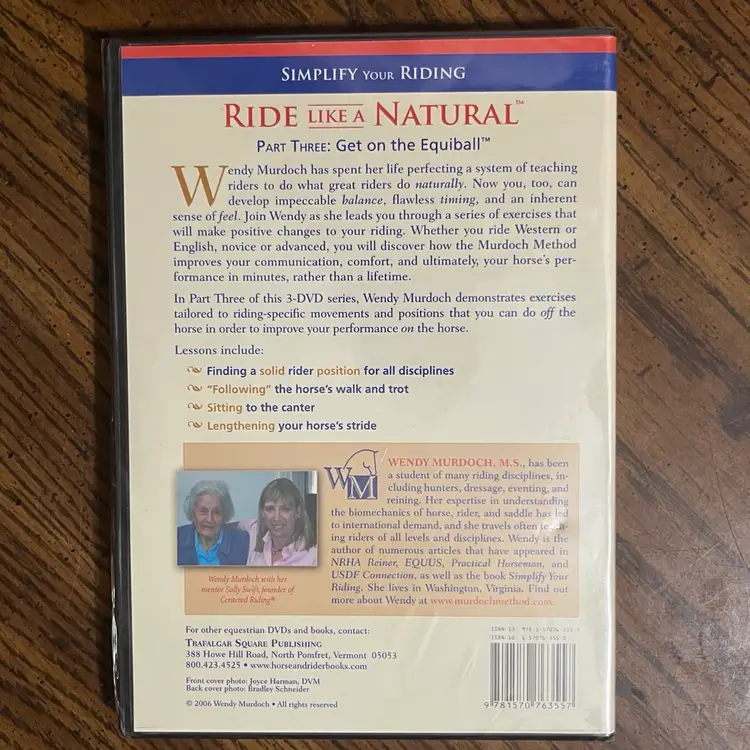 SIMPLIFY YOUR RIDING
RIDE LIKE A NATURAL™
PART THREE: Get on the Equiball™
Wendy Murdoch has spent her life perfecting a system of teaching
riders to do what great riders do naturally. Now you, too, can
develop impeccable balance, flawless timing, and an inherent
sense of feel. Join Wendy as she leads you through a series of exercises that
will make positive changes to your riding. Whether you ride Western or
English, novice or advanced, you will discover how the Murdoch Method
improves your communication, comfort, and ultimately, your horse's per-
formance in minutes, rather than a lifetime.
In Part Three of this 3-DVD series, Wendy Murdoch demonstrates exercises
tailored to riding-specific movements and positions that you can do off the
horse in order to improve your performance on the horse.
Lessons include:
Finding a solid rider position for all disciplines
"Following" the horse's walk and trot
Sitting to the canter
Lengthening your horse's stride
WM
WENDY MURDOCH, M.S., has been
a student of many riding disciplines, in-
cluding hunters, dressage, eventing, and
reining. Her expertise in understanding
the biomechanics of horse, rider, and saddle has led
to international demand, and she travels often
ing riders of all levels and disciplines. Wendy is the
author of numerous articles that have appeared in
NRHA Reiner, EQUUS, Practical Horseman, and
USDF Connection, as well as the book Simplify Your
Riding. She lives in Washington, Virginia. Find out
more about Wendy at www.murdochmethod.com.
Wendy Murdoch with her
mentor Sally Swift, founder of
Centered Riding®
For other equestrian DVDs and books, contact:
TRAFALGAR SQUARE PUBLISHING
388 Howe Hill Road, North Pomfret, Vermont 05053
800.423.4525 • www.horseandriderbooks.com
Front cover photo: Joyce Harman, DVM
Back cover photo: Bradley Schneider
© 2006 Wendy Murdoch • All rights reserved
ISBN-13
ISBN-10
9 781570 763557